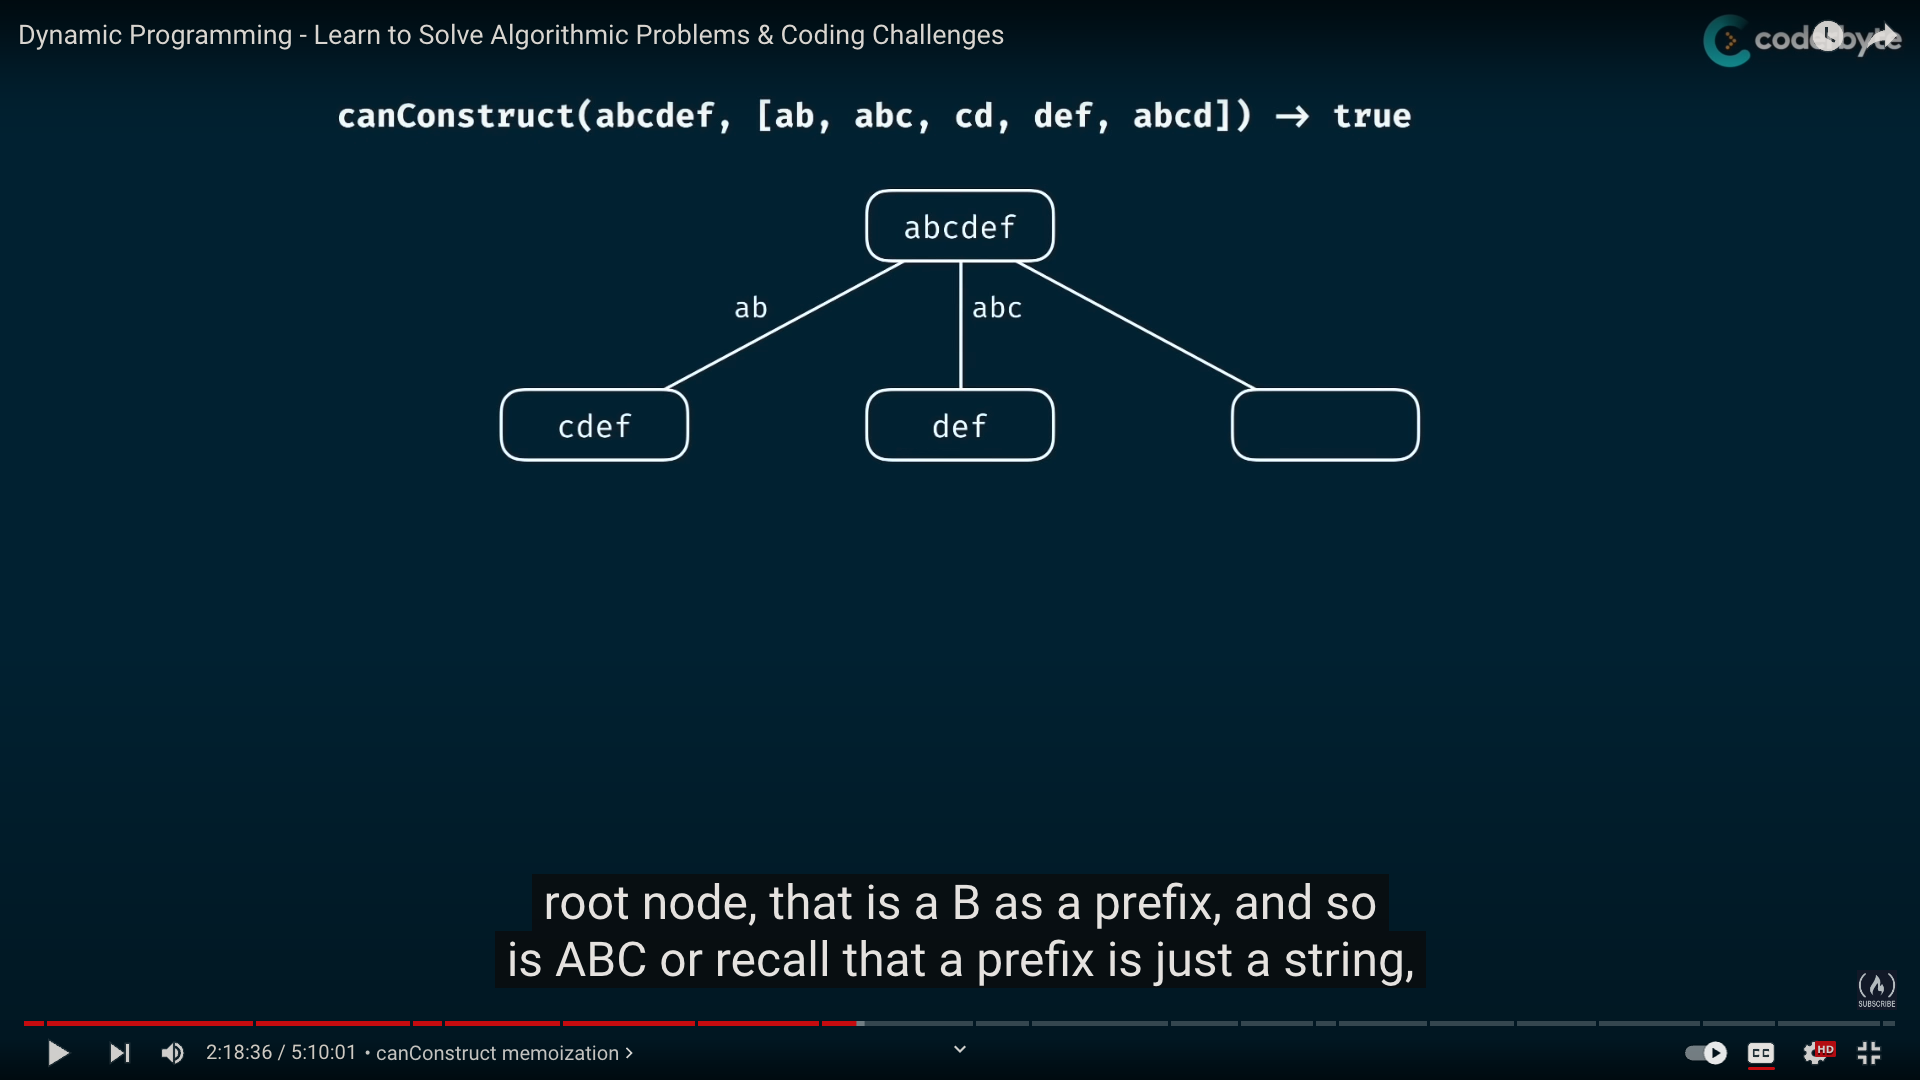 Dynamic Programming - Learn to Solve Algorithmic Problems & Coding Challenges
coderbyte
canConstruct(abcdef, [ab, abc, cd, def, abcd]) → true
abcdef
ab
abc
cdef
def
root node, that is a B as a prefix, and so
is ABC or recall that a prefix is just a string,
SUBSCRIBE
2:18:36 / 5:10:01 • canConstruct memoization >
CC
HD